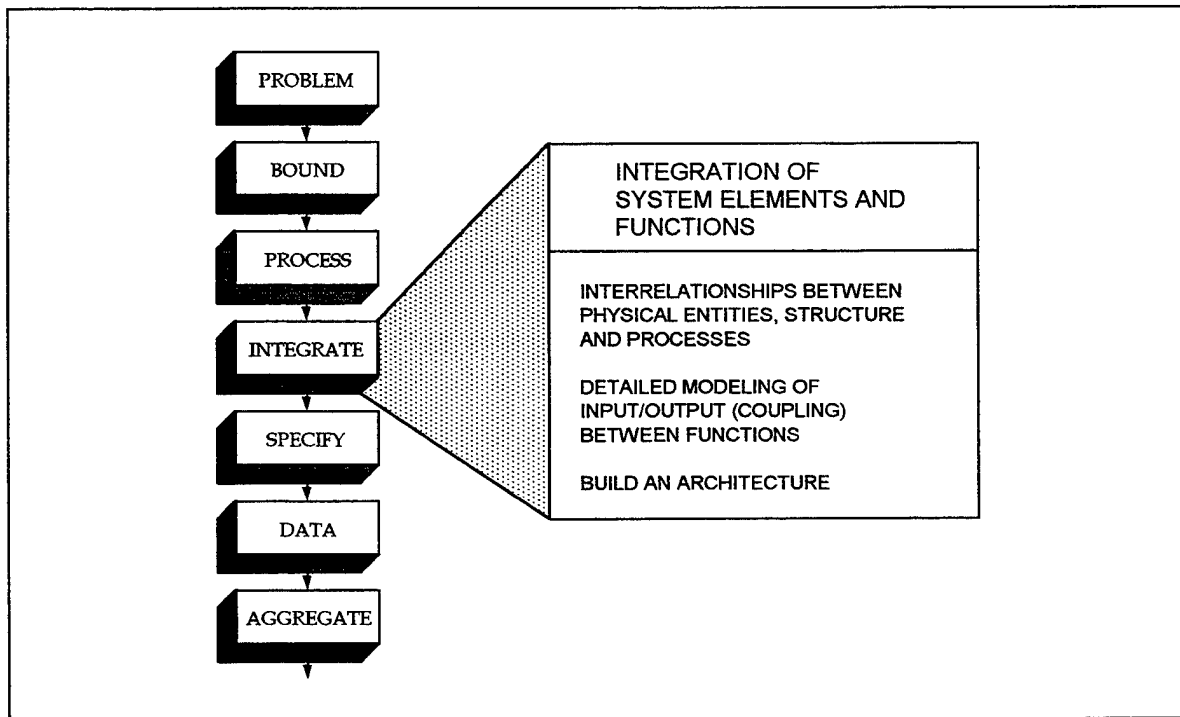 PROBLEM
BOUND
PROCESS
INTEGRATE
SPECIFY
DATA
AGGREGATE
INTEGRATION OF
SYSTEM ELEMENTS AND
FUNCTIONS
INTERRELATIONSHIPS BETWEEN
PHYSICAL ENTITIES, STRUCTURE
AND PROCESSES
DETAILED MODELING OF
INPUT/OUTPUT (COUPLING)
BETWEEN FUNCTIONS
BUILD AN ARCHITECTURE